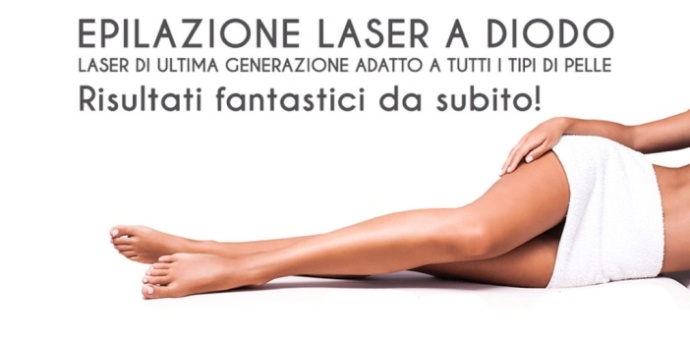 EPILAZIONE LASER A DIODO
LASER DI ULTIMA GENERAZIONE ADATTO A TUTTI I TIPI DI PELLE
Risultati fantastici da subito!